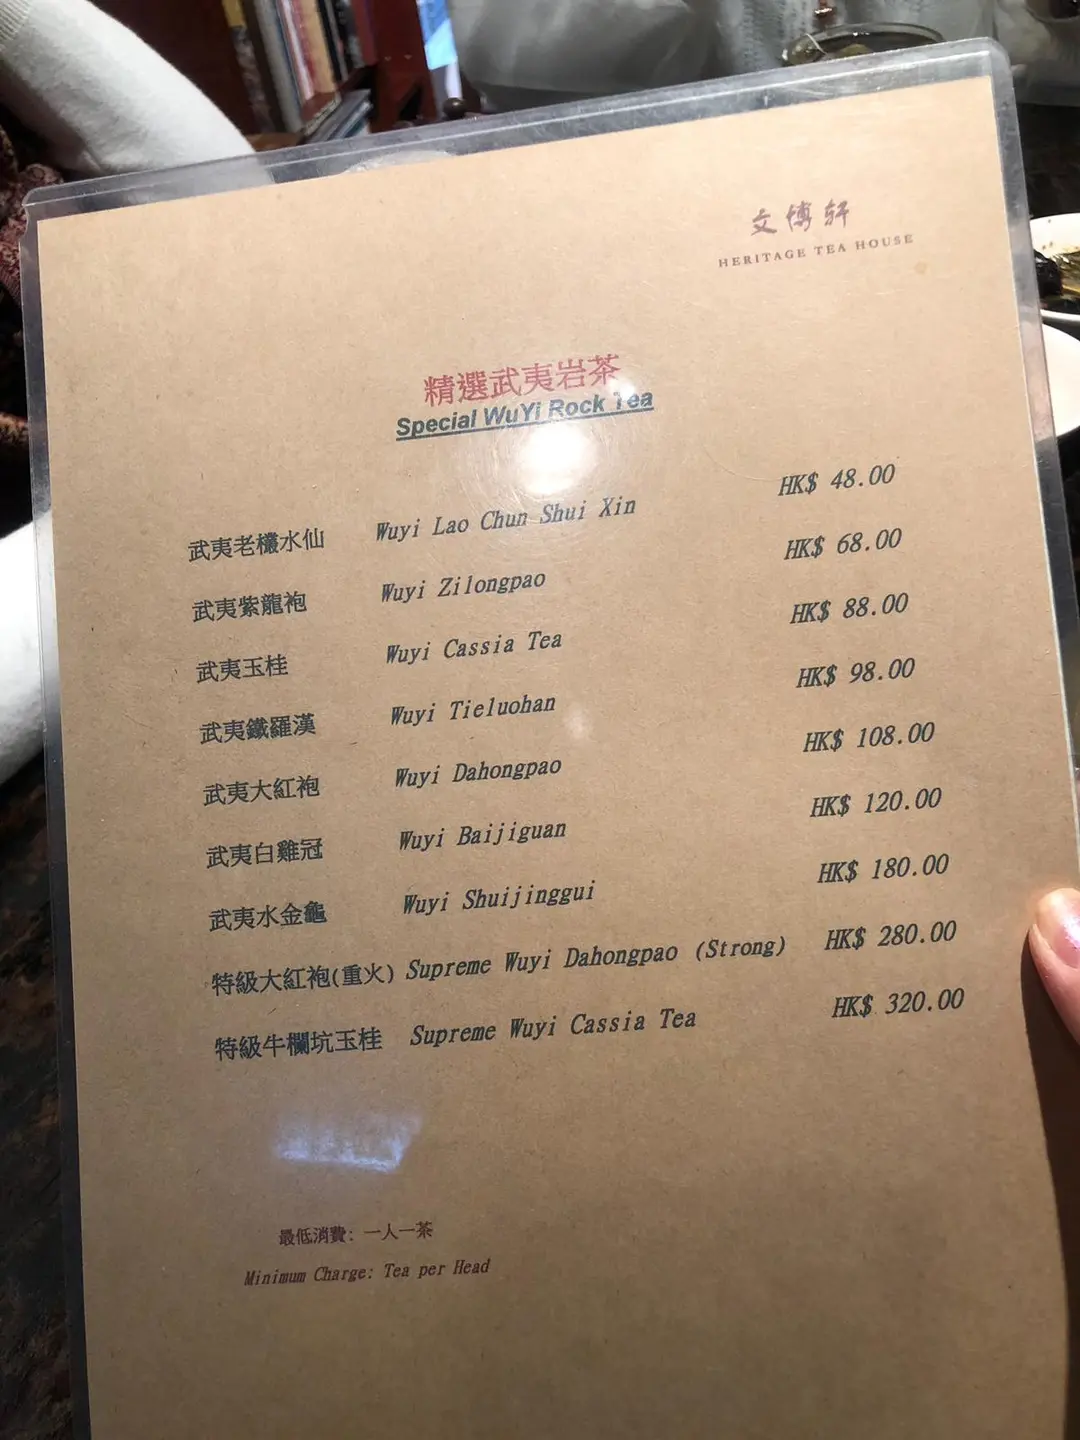 文博軒
HERITAGE TEA HOUSE
精選武夷岩茶
Special WuYi Rock Tea
武夷老欉水仙 Wuyi Lao Chun Shui Xin HK$ 48.00
武夷紫龍袍 Wuyi Zilongpao HK$ 68.00
武夷玉桂 Wuyi Cassia Tea HK$ 88.00
武夷鐵羅漢 Wuyi Tieluohan HK$ 98.00
武夷大紅袍 Wuyi Dahongpao HK$ 108.00
武夷白雞冠 Wuyi Baijiguan HK$ 120.00
武夷水金龜 Wuyi Shuijinggui HK$ 180.00
特級大紅袍(重火) Supreme Wuyi Dahongpao (Strong) HK$ 280.00
特級牛欄坑玉桂 Supreme Wuyi Cassia Tea HK$ 320.00
最低消費: 一人一茶
Minimum Charge: Tea per Head